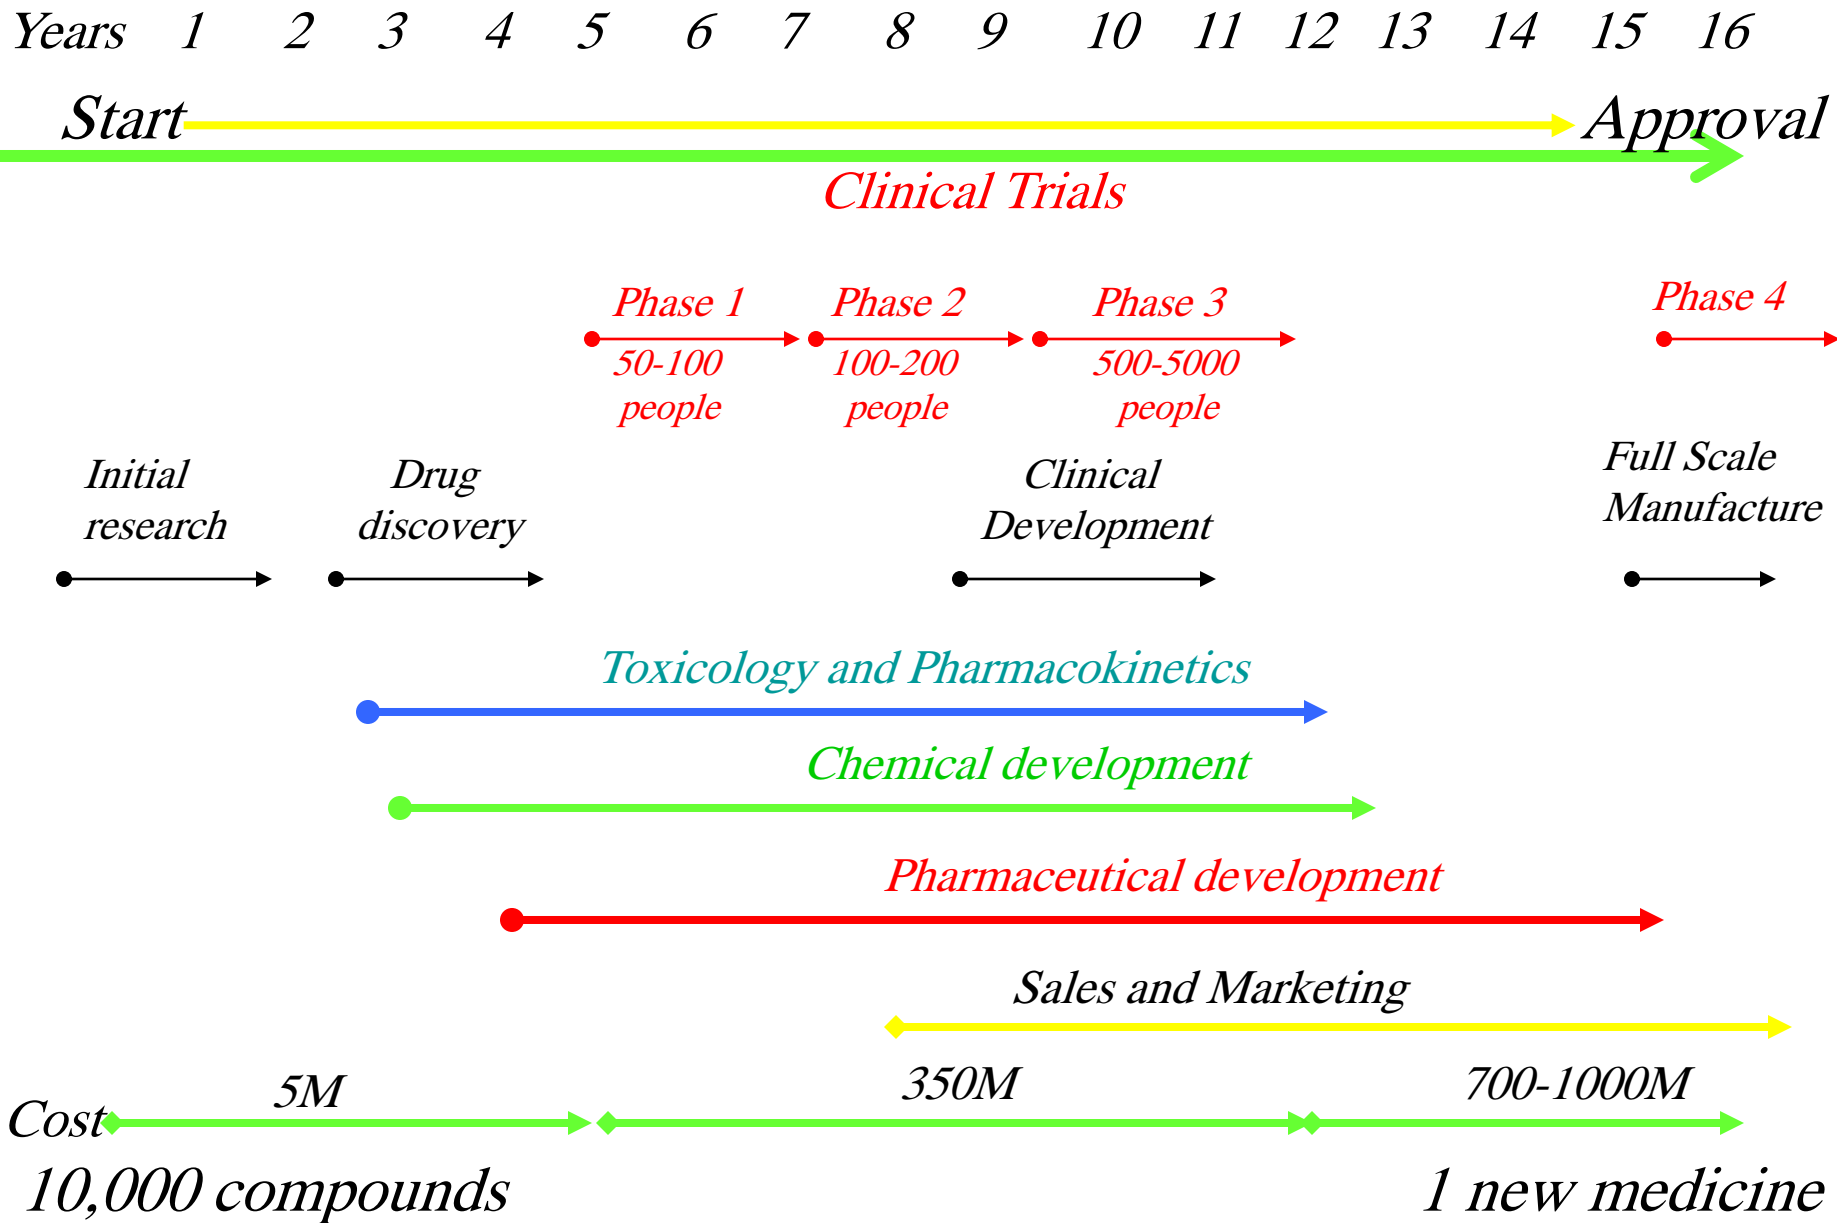 Years 1 2 3 4 5 6 7 8 9 10 11 12 13 14 15 16
Start Approval
Clinical Trials
Phase 1 Phase 2 Phase 3 Phase 4
50-100 100-200 500-5000
people people people
Initial Drug Clinical Full Scale
research discovery Development Manufacture
Toxicology and Pharmacokinetics
Chemical development
Pharmaceutical development
Sales and Marketing
5M 350M 700-1000M
Cost
10,000 compounds 1 new medicine